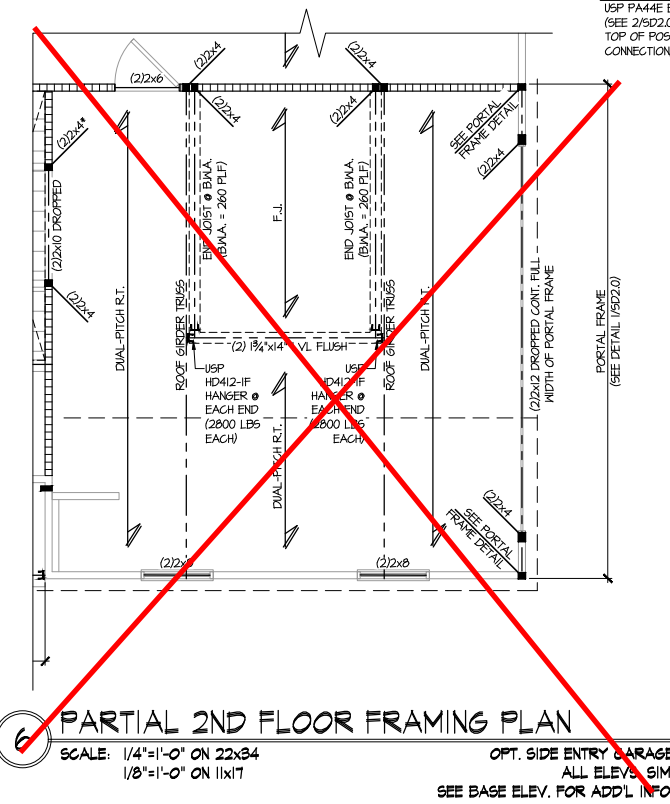 USP PA44E
(SEE 2/SD2.0
TOP OF POS
CONNECTION
(2)2x4
(2)2x4
(2)2x6
(2)2x4
(2)2x4
SEE PORTAL
FRAME DETAIL
(2)2x4"
(2)2x4
(2)2x10 DROPPED
(2)2x4
END JOIST @ B.W.A.
(B.W.A. = 260 PLF)
F.J.
END JOIST @ B.W.A.
(B.W.A. = 260 PLF)
DUAL-PITCH R.T.
ROOF GIRDER TRUSS
ROOF GIRDER TRUSS
DUAL-PITCH R.T.
(2)2x12 DROPPED CONT. FULL
WIDTH OF PORTAL FRAME
PORTAL FRAME
(SEE DETAIL 1/SD2.0)
(2) 1¾"x14" VL FLUSH
USP
HD412-IF
HANGER @
EACH END
(2800 LBS
EACH)
USP
HD412-IF
HANGER @
EACH END
(2800 LBS
EACH)
DUAL-PITCH R.T.
(2)2x4
SEE PORTAL
FRAME DETAIL
(2)2x8
(2)2x8
6
PARTIAL 2ND FLOOR FRAMING PLAN
SCALE: 1/4"=1'-0" ON 22x34
1/8"=1'-0" ON 11x17
OPT. SIDE ENTRY GARAGE
ALL ELEVS SIM
SEE BASE ELEV. FOR ADD'L INFO